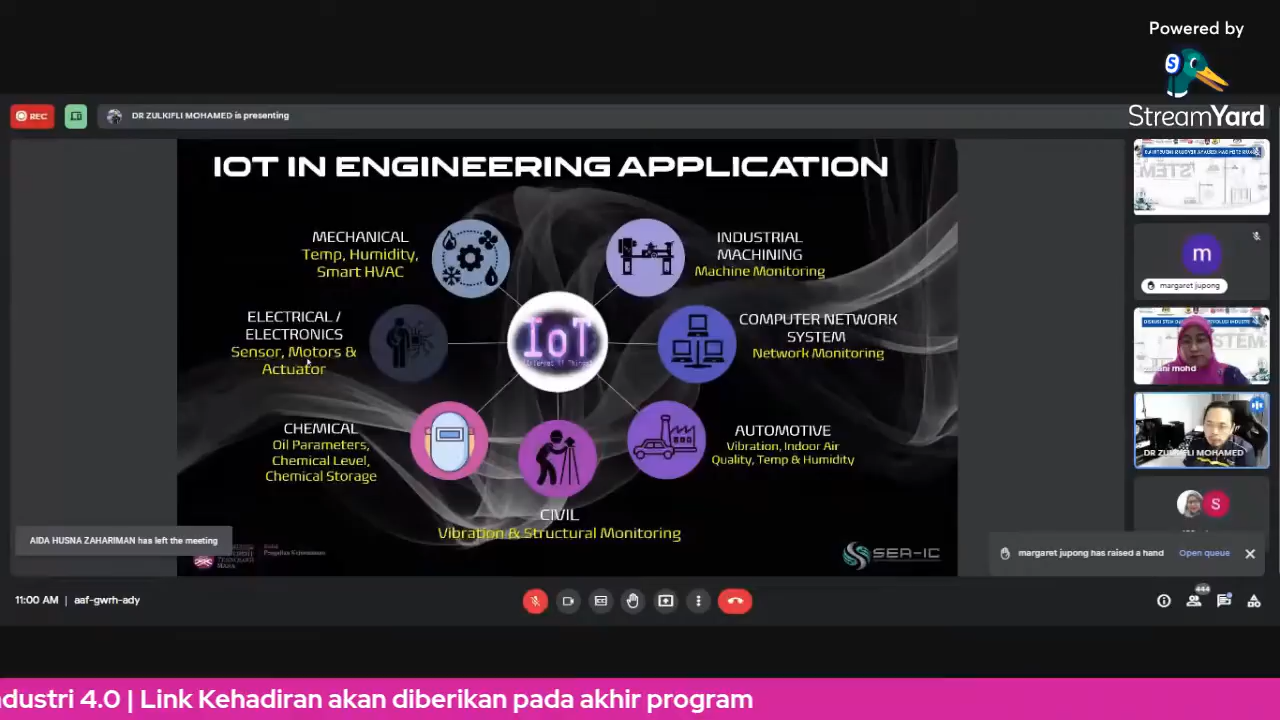 Powered by
StreamYard
REC
DR ZULKIFLI MOHAMED is presenting
IOT IN ENGINEERING APPLICATION
MECHANICAL
Temp, Humidity,
Smart HVAC
INDUSTRIAL
MACHINING
Machine Monitoring
ELECTRICAL /
ELECTRONICS
Sensor, Motors &
Actuator
IoT
COMPUTER NETWORK
SYSTEM
Network Monitoring
CHEMICAL
Oil Parameters,
Chemical Level,
Chemical Storage
AUTOMOTIVE
Vibration, Indoor Air
Quality, Temp & Humidity
CIVIL
Vibration & Structural Monitoring
SEA-IC
m
margaret jupong
DR ZULKIFLI MOHAMED
S
AIDA HUSNA ZAHARIMAN has left the meeting
margaret jupong has raised a hand
Open queue
11:00 AM | aaf-gwrh-ady
444
ndustri 4.0 | Link Kehadiran akan diberikan pada akhir program